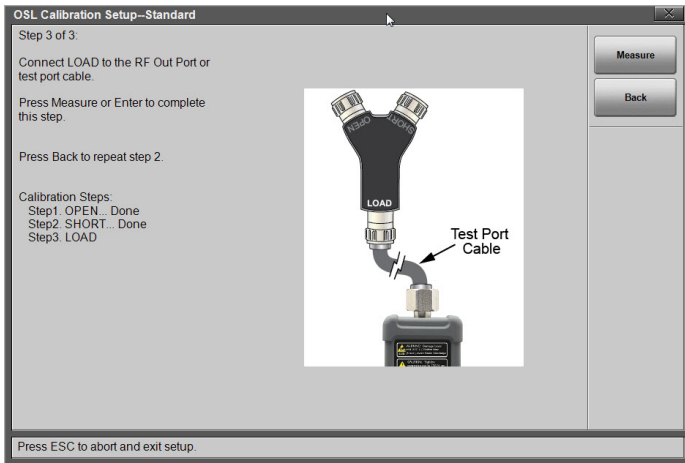 OSL Calibration Setup--Standard
Step 3 of 3:
Connect LOAD to the RF Out Port or
test port cable.
Press Measure or Enter to complete
this step.
Press Back to repeat step 2.
Calibration Steps:
Step1. OPEN... Done
Step2. SHORT... Done
Step3. LOAD
OPEN
SHORT
LOAD
Test Port
Cable
Measure
Back
Press ESC to abort and exit setup.